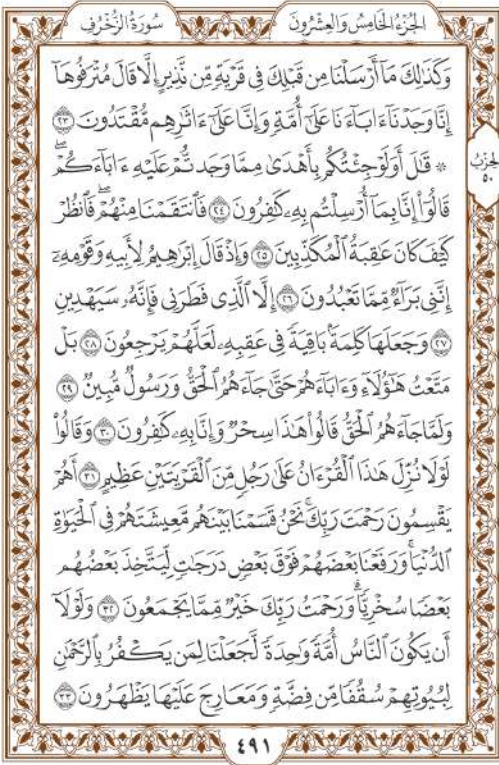 الجُزْءُ الخَامِسُ وَالعِشْرُونَ
سُورَةُ الزُّخْرُفِ
وَكَذَٰلِكَ مَآ أَرْسَلْنَا مِن قَبْلِكَ فِي قَرْيَةٍ مِّن نَّذِيرٍ إِلَّا قَالَ مُتْرَفُوهَآ
إِنَّا وَجَدْنَآ ءَابَآءَنَا عَلَىٰٓ أُمَّةٍ وَإِنَّا عَلَىٰٓ ءَاثَٰرِهِم مُّقْتَدُونَ ٢٣
۞ قَٰلَ أَوَلَوْ جِئْتُكُم بِأَهْدَىٰ مِمَّا وَجَدتُّمْ عَلَيْهِ ءَابَآءَكُمْۖ
قَالُوٓاْ إِنَّا بِمَآ أُرْسِلْتُم بِهِۦ كَٰفِرُونَ ٢٤ فَٱنتَقَمْنَا مِنْهُمْۖ فَٱنظُرْ
كَيْفَ كَانَ عَٰقِبَةُ ٱلْمُكَذِّبِينَ ٢٥ وَإِذْ قَالَ إِبْرَٰهِيمُ لِأَبِيهِ وَقَوْمِهِۦٓ
إِنَّنِي بَرَآءٌ مِّمَّا تَعْبُدُونَ ٢٦ إِلَّا ٱلَّذِي فَطَرَنِي فَإِنَّهُۥ سَيَهْدِينِ
٢٧ وَجَعَلَهَا كَلِمَةَۢ بَاقِيَةً فِي عَقِبِهِۦ لَعَلَّهُمْ يَرْجِعُونَ ٢٨ بَلْ
مَتَّعْتُ هَٰٓؤُلَآءِ وَءَابَآءَهُمْ حَتَّىٰ جَآءَهُمُ ٱلْحَقُّ وَرَسُولٌ مُّبِينٌ ٢٩
وَلَمَّا جَآءَهُمُ ٱلْحَقُّ قَالُواْ هَٰذَا سِحْرٌ وَإِنَّا بِهِۦ كَٰفِرُونَ ٣٠ وَقَالُواْ
لَوْلَا نُزِّلَ هَٰذَا ٱلْقُرْءَانُ عَلَىٰ رَجُلٍ مِّنَ ٱلْقَرْيَتَيْنِ عَظِيمٍ ٣١ أَهُمْ
يَقْسِمُونَ رَحْمَتَ رَبِّكَۚ نَحْنُ قَسَمْنَا بَيْنَهُم مَّعِيشَتَهُمْ فِي ٱلْحَيَوٰةِ
ٱلدُّنْيَاۚ وَرَفَعْنَا بَعْضَهُمْ فَوْقَ بَعْضٍ دَرَجَٰتٍ لِّيَتَّخِذَ بَعْضُهُم
بَعْضًا سُخْرِيًّاۗ وَرَحْمَتُ رَبِّكَ خَيْرٌ مِّمَّا يَجْمَعُونَ ٣٢ وَلَوْلَآ
أَن يَكُونَ ٱلنَّاسُ أُمَّةً وَٰحِدَةً لَّجَعَلْنَا لِمَن يَكْفُرُ بِٱلرَّحْمَٰنِ
لِبُيُوتِهِمْ سُقُفًا مِّن فِضَّةٍ وَمَعَارِجَ عَلَيْهَا يَظْهَرُونَ ٣٣
الحِزْبُ
٥٠
٤٩١